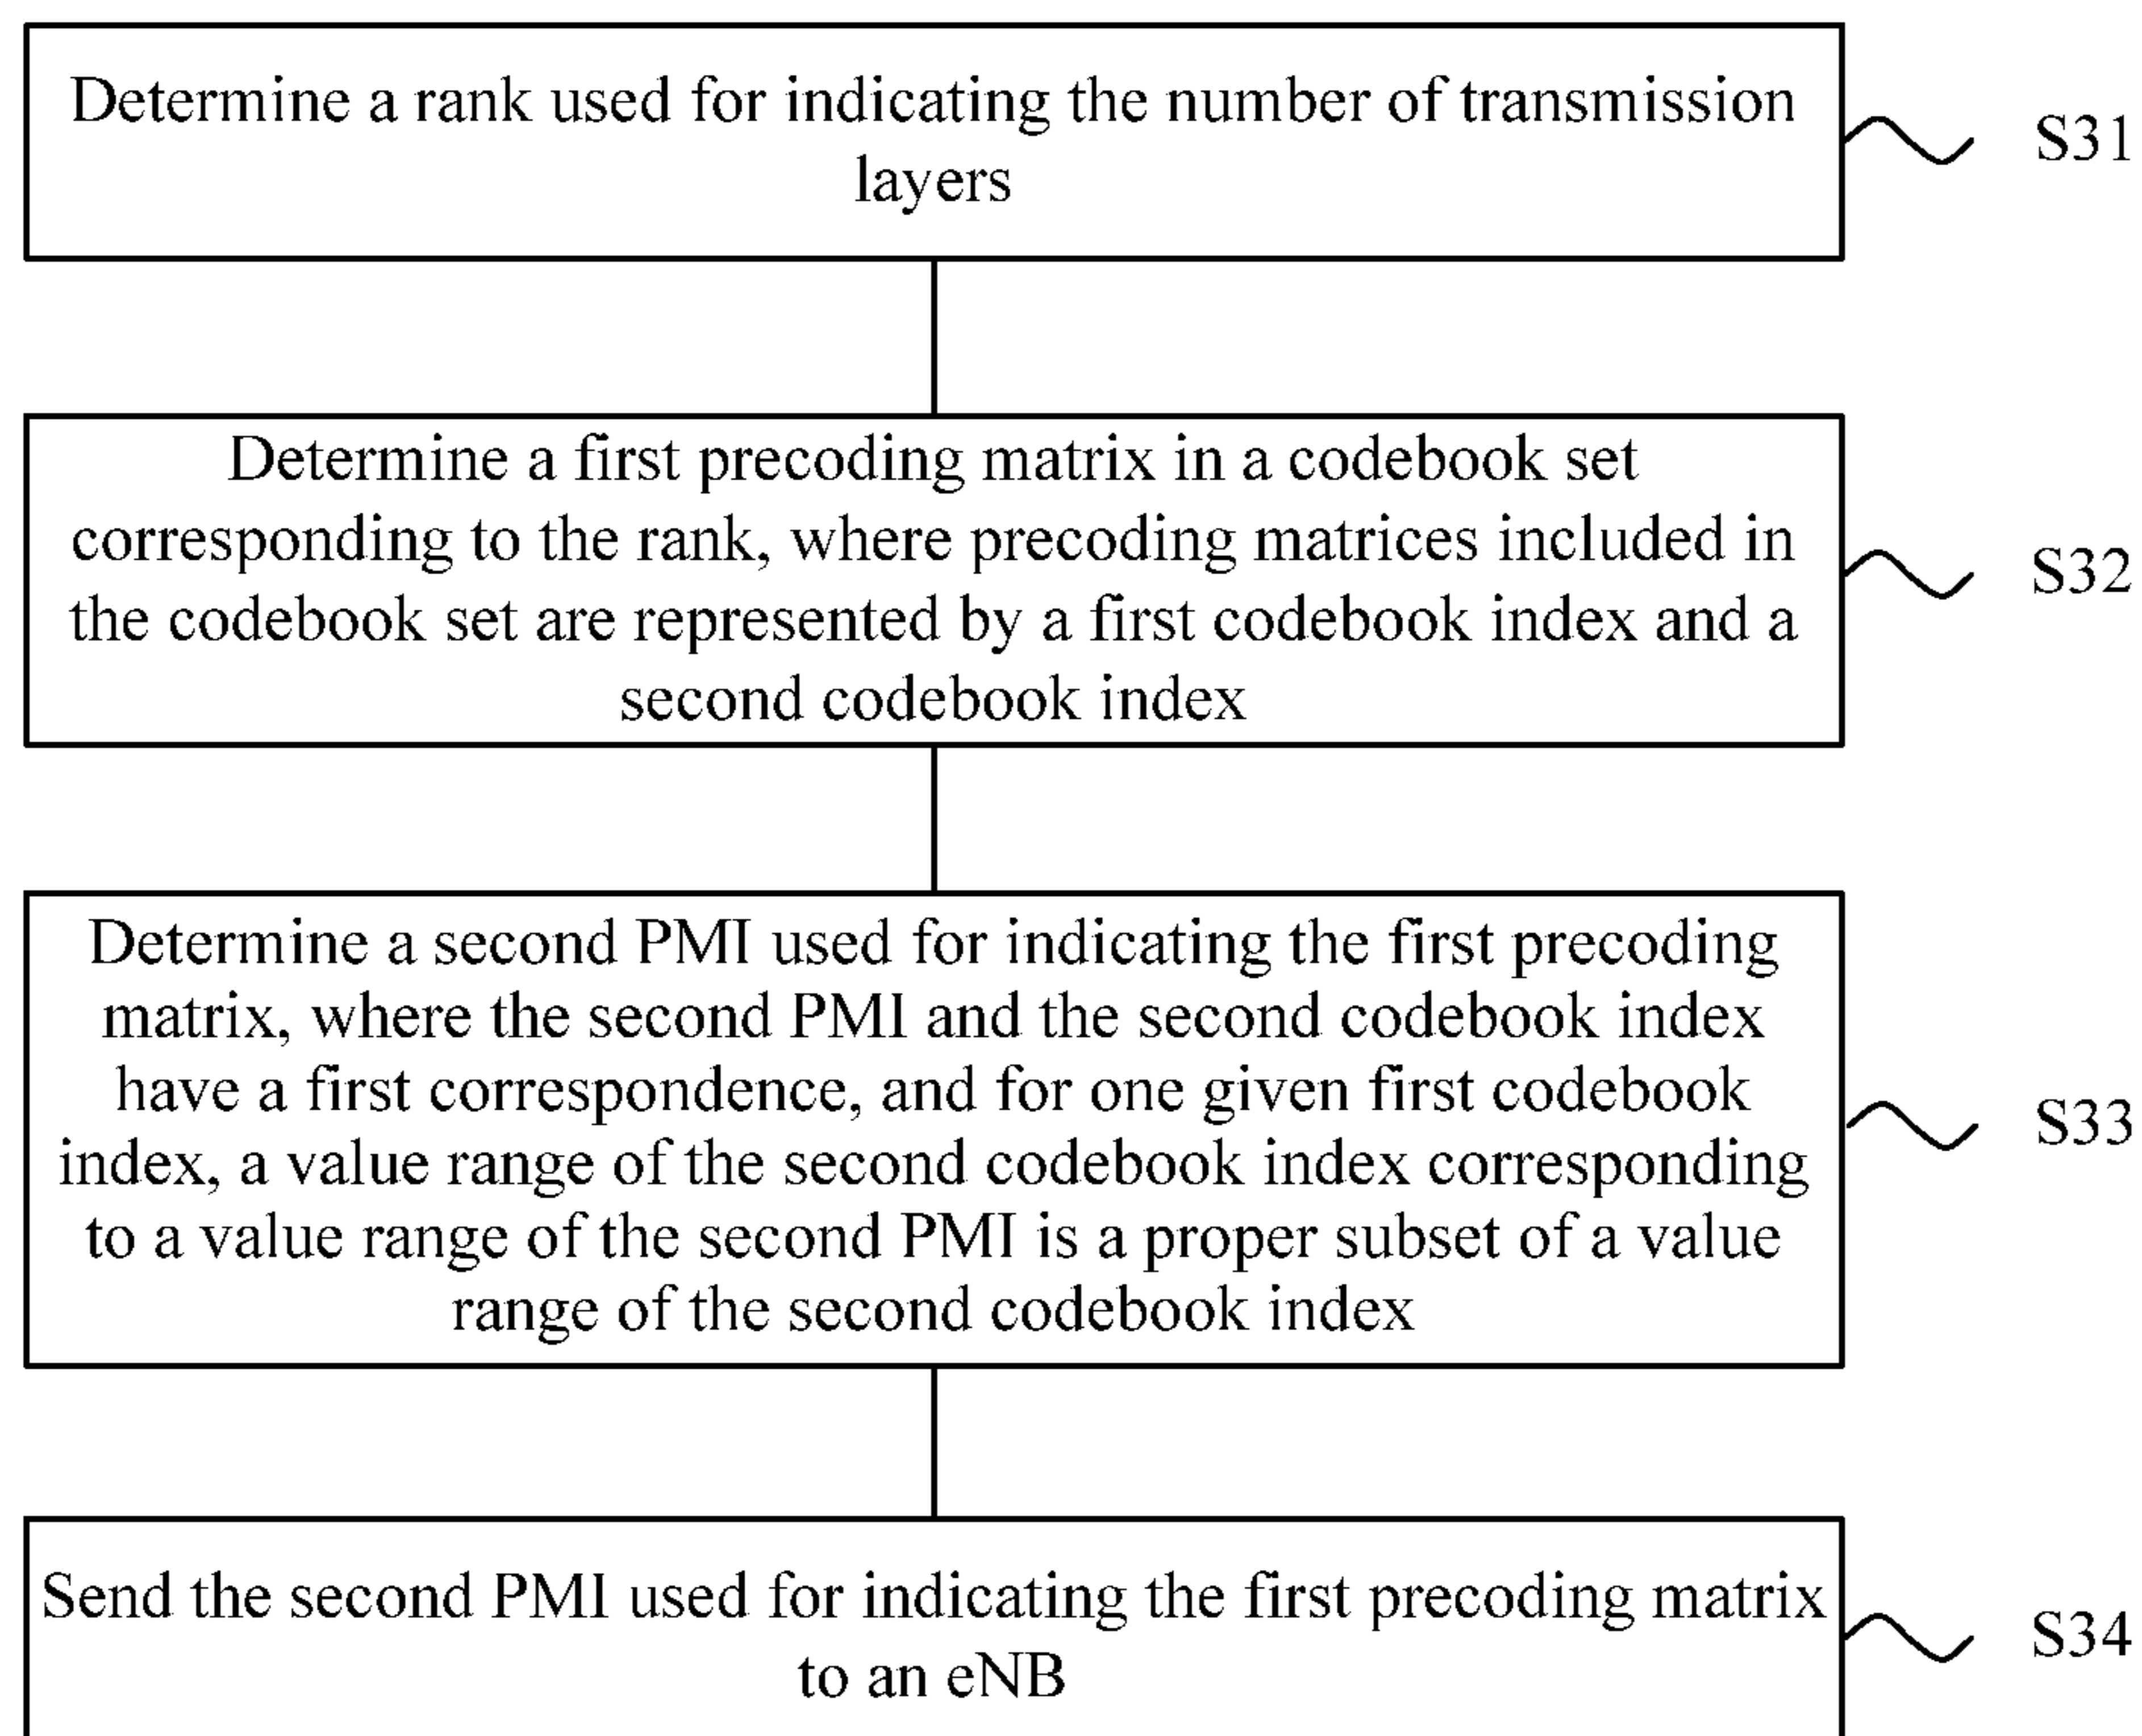 Determine a rank used for indicating the number of transmission
layers
S31
Determine a first precoding matrix in a codebook set
corresponding to the rank, where precoding matrices included in
the codebook set are represented by a first codebook index and a
second codebook index
S32
Determine a second PMI used for indicating the first precoding
matrix, where the second PMI and the second codebook index
have a first correspondence, and for one given first codebook
index, a value range of the second codebook index corresponding
to a value range of the second PMI is a proper subset of a value
range of the second codebook index
S33
Send the second PMI used for indicating the first precoding matrix
to an eNB
S34